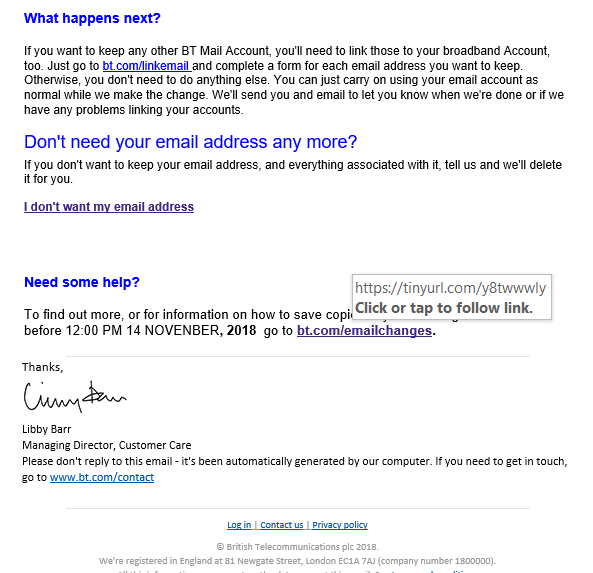 What happens next?
If you want to keep any other BT Mail Account, you'll need to link those to your broadband Account,
too. Just go to bt.com/linkemail and complete a form for each email address you want to keep.
Otherwise, you don't need to do anything else. You can just carry on using your email account as
normal while we make the change. We'll send you and email to let you know when we're done or if we
have any problems linking your accounts.
Don't need your email address any more?
If you don't want to keep your email address, and everything associated with it, tell us and we'll delete
it for you.
I don't want my email address
Need some help?
https://tinyurl.com/y8twwwly
Click or tap to follow link.
To find out more, or for information on how to save
before 12:00 PM 14 NOVENBER, 2018 go to bt.com/emailchanges.
Thanks,
Libby Barr
Managing Director, Customer Care
Please don't reply to this email - it's been automatically generated by our computer. If you need to get in touch,
go to www.bt.com/contact
Log in | Contact us | Privacy policy
© British Telecommunications plc 2018.
We're registered in England at 81 Newgate Street, London EC1A 7AJ (company number 1800000).